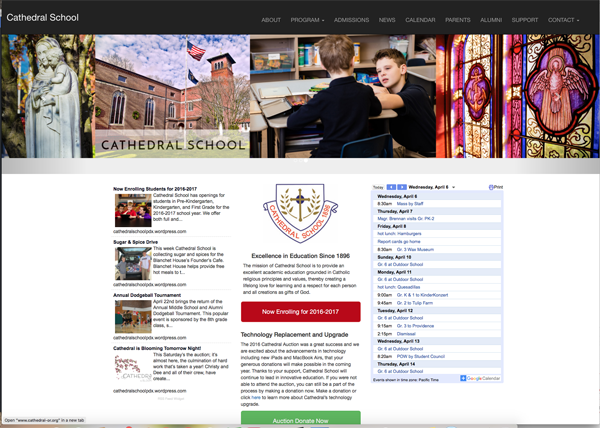 Cathedral School
ABOUT PROGRAM ADMISSIONS NEWS CALENDAR PARENTS ALUMNI SUPPORT CONTACT
CATHEDRAL SCHOOL
Now Enrolling Students for 2016-2017
Cathedral School has openings
for students in Pre-Kindergarten,
Kindergarten, and First Grade for
the 2016-2017 school year. We offer
both full and...
cathedralschoolpdx.wordpress.com
Sugar & Spice Drive
This week Cathedral School is
collecting sugar and spices for the
Blanchet House's Founder's Cafe.
Blanchet House helps provide free
hot meals to t...
cathedralschoolpdx.wordpress.com
Annual Dodgeball Tournament
April 22nd brings the return of the
Annual Middle School and Alumni
Dodgeball Tournament. This popular
event is sponsored by the 8th grade
class, s...
cathedralschoolpdx.wordpress.com
Cathedral is Blooming Tomorrow Night!
This Saturday's the auction; it's
almost here, the culmination of hard
work that's taken a year! Christy and
Dee and all of their crew, have
create...
cathedralschoolpdx.wordpress.com
CATHEDRAL SCHOOL 1896
Excellence in Education Since 1896
The mission of Cathedral School is to provide an
excellent academic education grounded in Catholic
religious principles and values, thereby creating a
lifelong love for learning and a respect for each person
and all creations as gifts of God.
Now Enrolling for 2016-2017
Technology Replacement and Upgrade
The 2016 Cathedral Auction was a great success and we
are excited about the advancements in technology
including new iPads and MacBook Airs, that your
generous donations will make possible in the coming
year. Thanks to your support, Cathedral School will
continue to lead in innovative education. If you were not
able to attend the auction, you can still be a part of this
process by making a donation now. Make a donation or
click here to learn more about Cathedral's technology
upgrade.
Auction Donate Now
Today Wednesday, April 6 Print
Wednesday, April 6
8:30am Mass by Staff
Thursday, April 7
Magr. Brennan visits Gr. PK-2
Friday, April 8
hot lunch: Hamburgers
Report cards go home
8:30am Gr. 3 Wax Museum
Sunday, April 10
Gr. 6 at Outdoor School
Monday, April 11
Gr. 6 at Outdoor School
hot lunch: Quesadillas
9:00am Gr. K & 1 to KinderKonzert
9:45am Gr. 2 to Tulip Farm
Tuesday, April 12
Gr. 6 at Outdoor School
9:15am Gr. 3 to Providence
2:15pm Dismissal
Wednesday, April 13
Gr. 6 at Outdoor School
8:20am POW by Student Council
Thursday, April 14
Gr. 6 at Outdoor School
Events shown in time zone: Pacific Time
Google Calendar
Open "www.cathedral-or.org" in a new tab